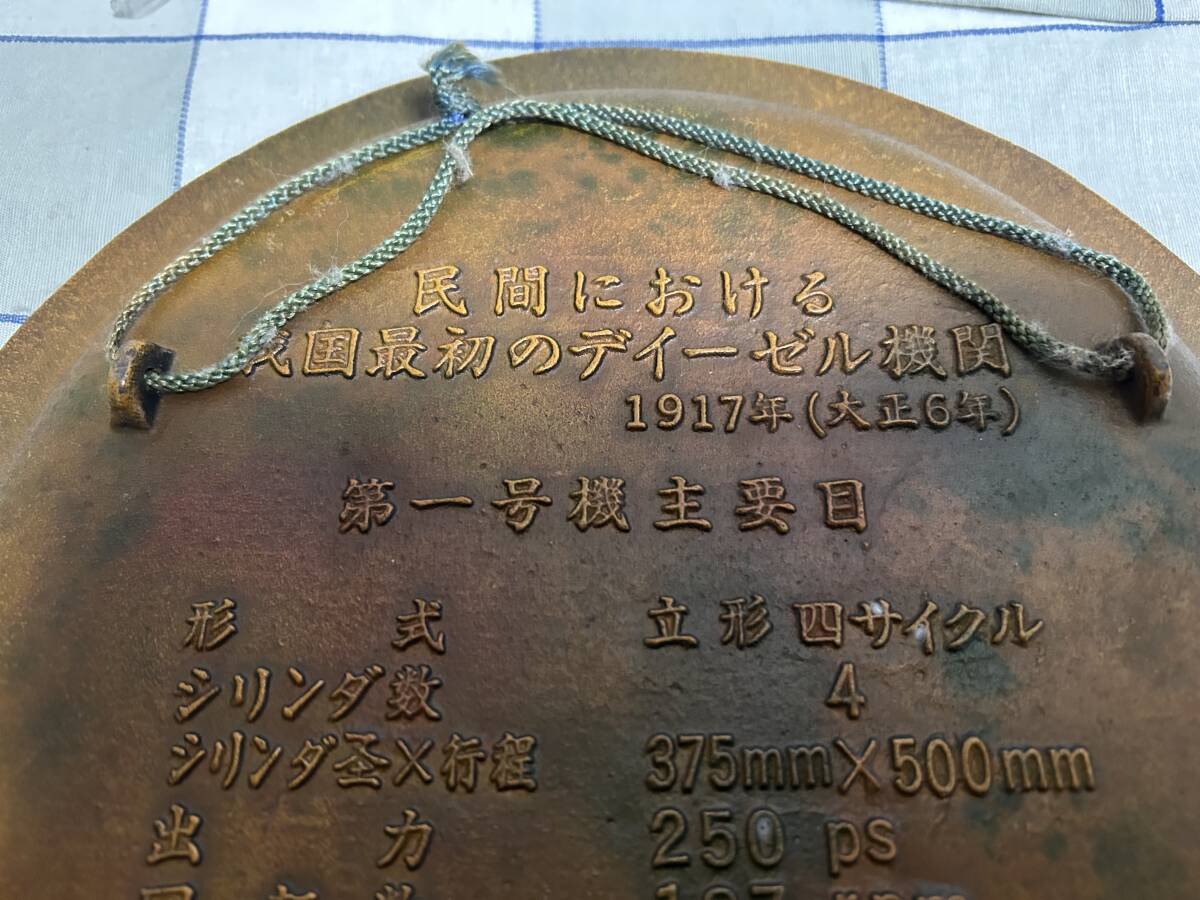 民間における
我国最初のデイーゼル機関
1917年(大正6年)
第一号機主要目
形式 立形四サイクル
シリンダ数 4
シリンダ圣×行程 375mm×500mm
出力 250 ps